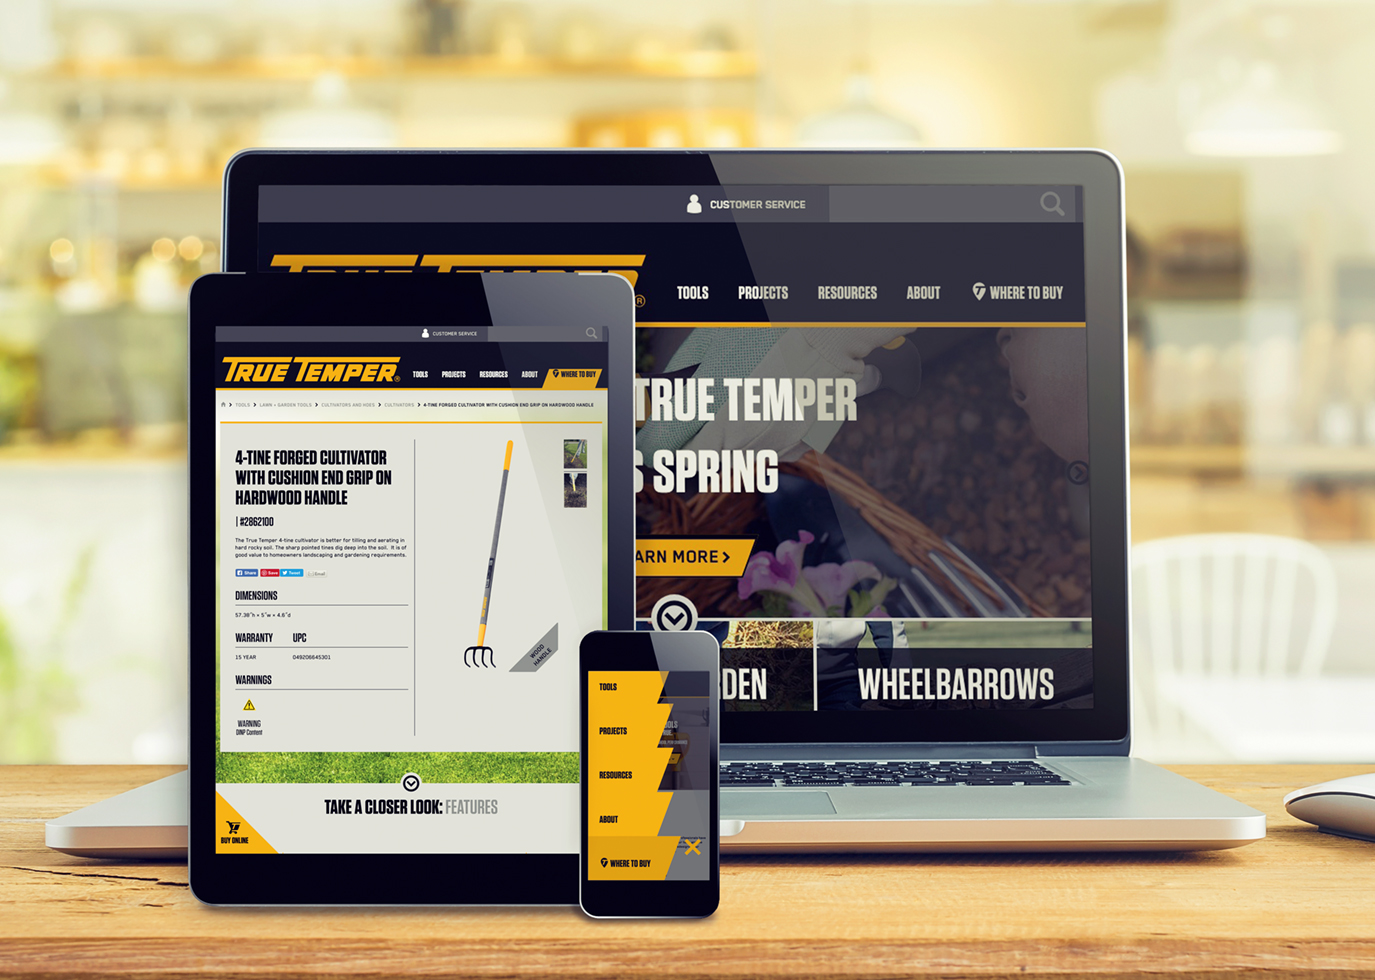 CUSTOMER SERVICE
TRUE TEMPER®
TOOLS PROJECTS RESOURCES ABOUT WHERE TO BUY
TRUE TEMPER
S SPRING
ARN MORE >
DEN
WHEELBARROWS
CUSTOMER SERVICE
TRUE TEMPER®
TOOLS PROJECTS RESOURCES ABOUT WHERE TO BUY
> TOOLS > LAWN + GARDEN TOOLS > CULTIVATORS AND HOES > CULTIVATORS > 4-TINE FORGED CULTIVATOR WITH CUSHION END GRIP ON HARDWOOD HANDLE
4-TINE FORGED CULTIVATOR
WITH CUSHION END GRIP ON
HARDWOOD HANDLE
| #2862100
The True Temper 4-tine cultivator is better for tilling and aerating in
hard rocky soil. The sharp pointed tines dig deep into the soil. It is of
good value to homeowners landscaping and gardening requirements.
Share Save Tweet Email
DIMENSIONS
57.38"h × 5"w × 4.6"d
WARRANTY UPC
15 YEAR 049206645301
WARNINGS
WARNING
DINP Content
WOOD
HANDLE
TAKE A CLOSER LOOK: FEATURES
BUY ONLINE
TOOLS
PROJECTS
RESOURCES
ABOUT
WHERE TO BUY